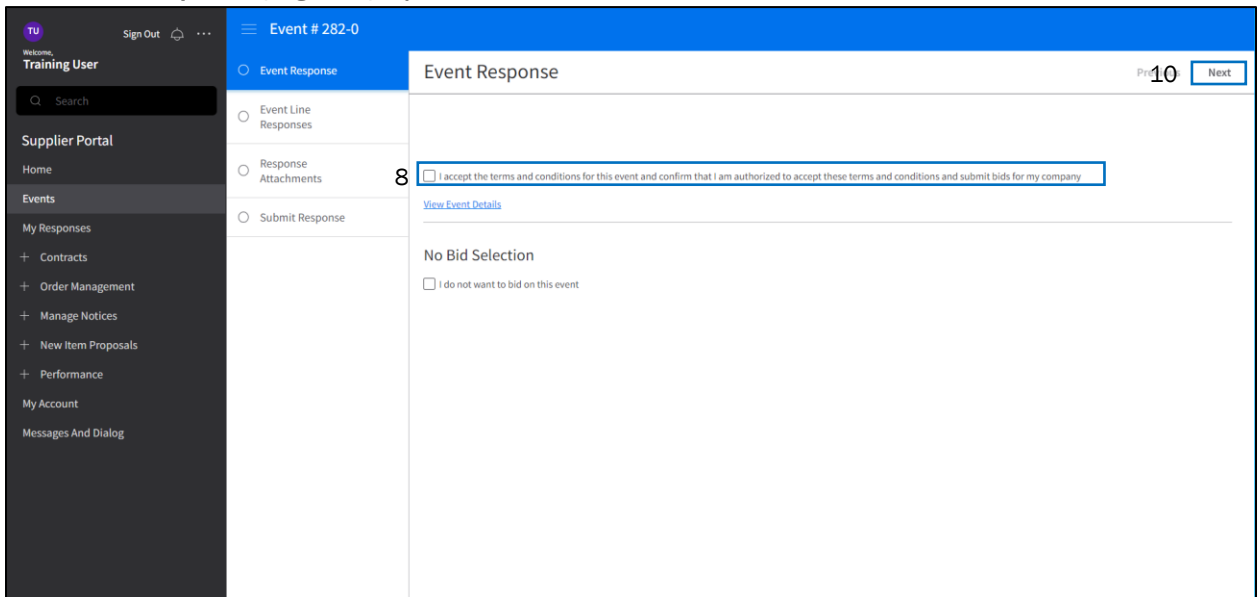 TU
Sign Out
Event # 282-0
Welcome,
Training User
Search
Supplier Portal
Home
Events
My Responses
+ Contracts
+ Order Management
+ Manage Notices
+ New Item Proposals
+ Performance
My Account
Messages And Dialog
Event Response
Event Line
Responses
Response
Attachments
Submit Response
Event Response
10
Next
8
I accept the terms and conditions for this event and confirm that I am authorized to accept these terms and conditions and submit bids for my company
View Event Details
No Bid Selection
I do not want to bid on this event